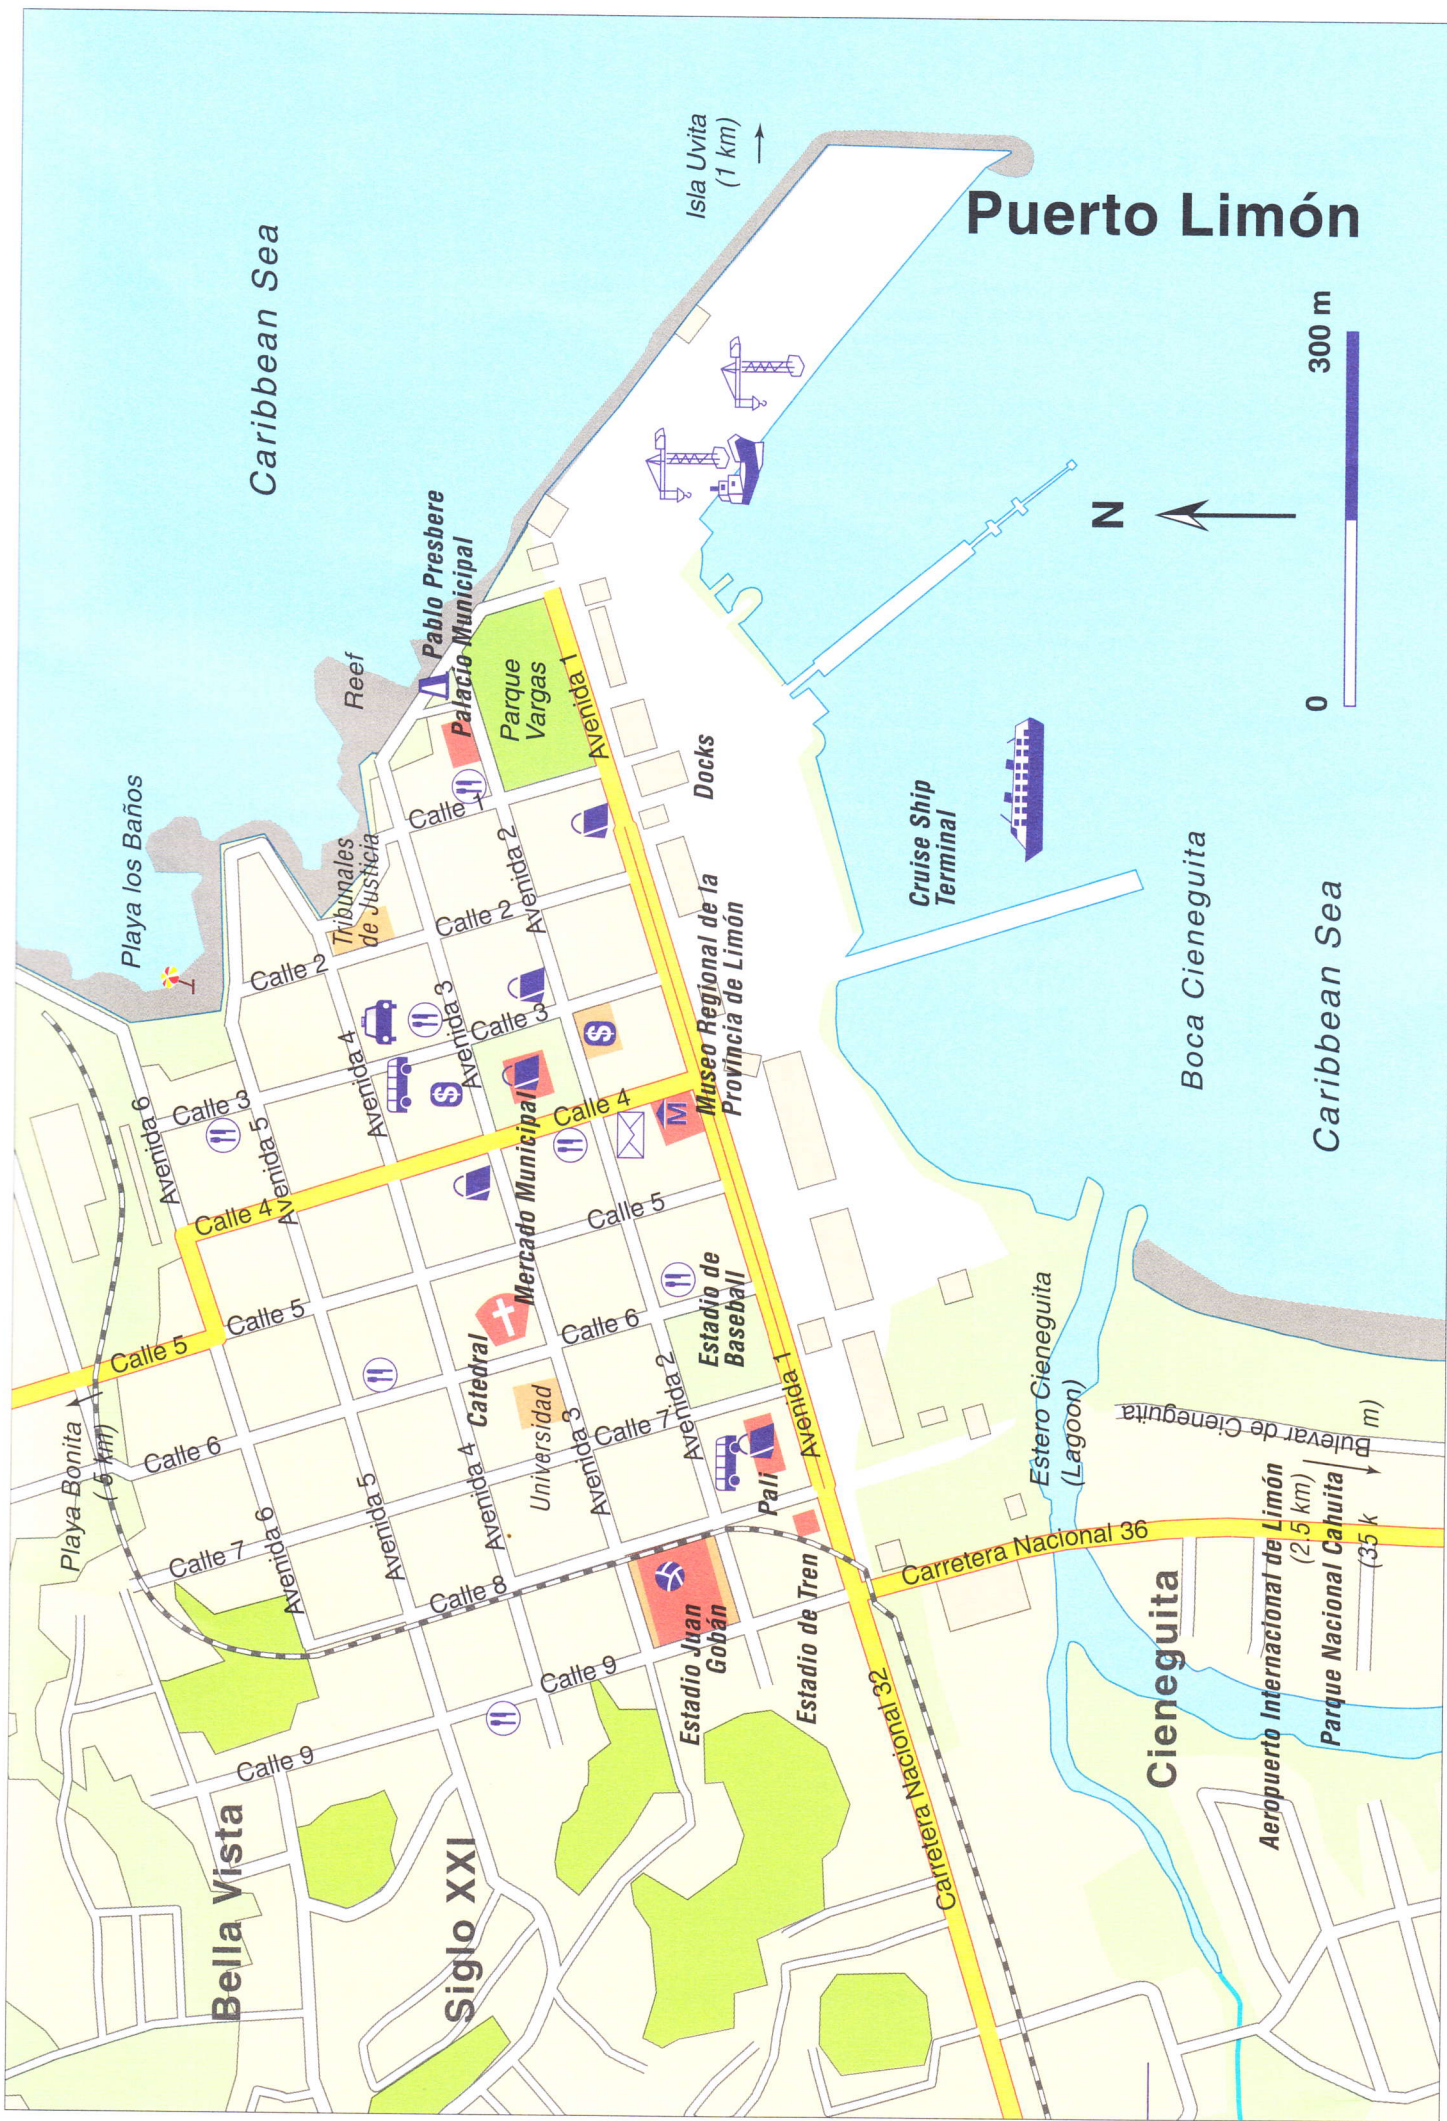 Puerto Limón
Caribbean Sea
Isla Uvita
(1 km)
Playa los Baños
Reef
Pablo Presbere
Palacio Municipal
Parque
Vargas
Avenida 1
Docks
Calle 1
Tribunales
de Justicia
Avenida 2
Calle 2
Calle 2
Avenida 3
Calle 3
Avenida 4
Calle 3
Avenida 6
Avenida 5
$
$
Mercado Municipal
Calle 4
Calle 4
M
Museo Regional de la
Provincia de Limón
Cruise Ship
Terminal
Boca Cieneguita
Caribbean Sea
N
0
300 m
Calle 5
Calle 5
Calle 5
Calle 6
Calle 6
Catedral
Universidad
Estadio de
Baseball
Avenida 1
Avenida 2
Calle 7
Avenida 3
Avenida 4
Avenida 5
Avenida 6
Calle 7
Playa Bonita
( 5 km)
Pali
Calle 8
Estadio Juan
Gobán
Estadio de Tren
Calle 9
Calle 9
Bella Vista
Siglo XXI
Carretera Nacional 32
Carretera Nacional 36
Estero Cieneguita
(Lagoon)
Bulevar de Cieneguita
Cieneguita
Aeropuerto Internacional de Limón
(2.5 km)
Parque Nacional Cahuita
(35 k
m)